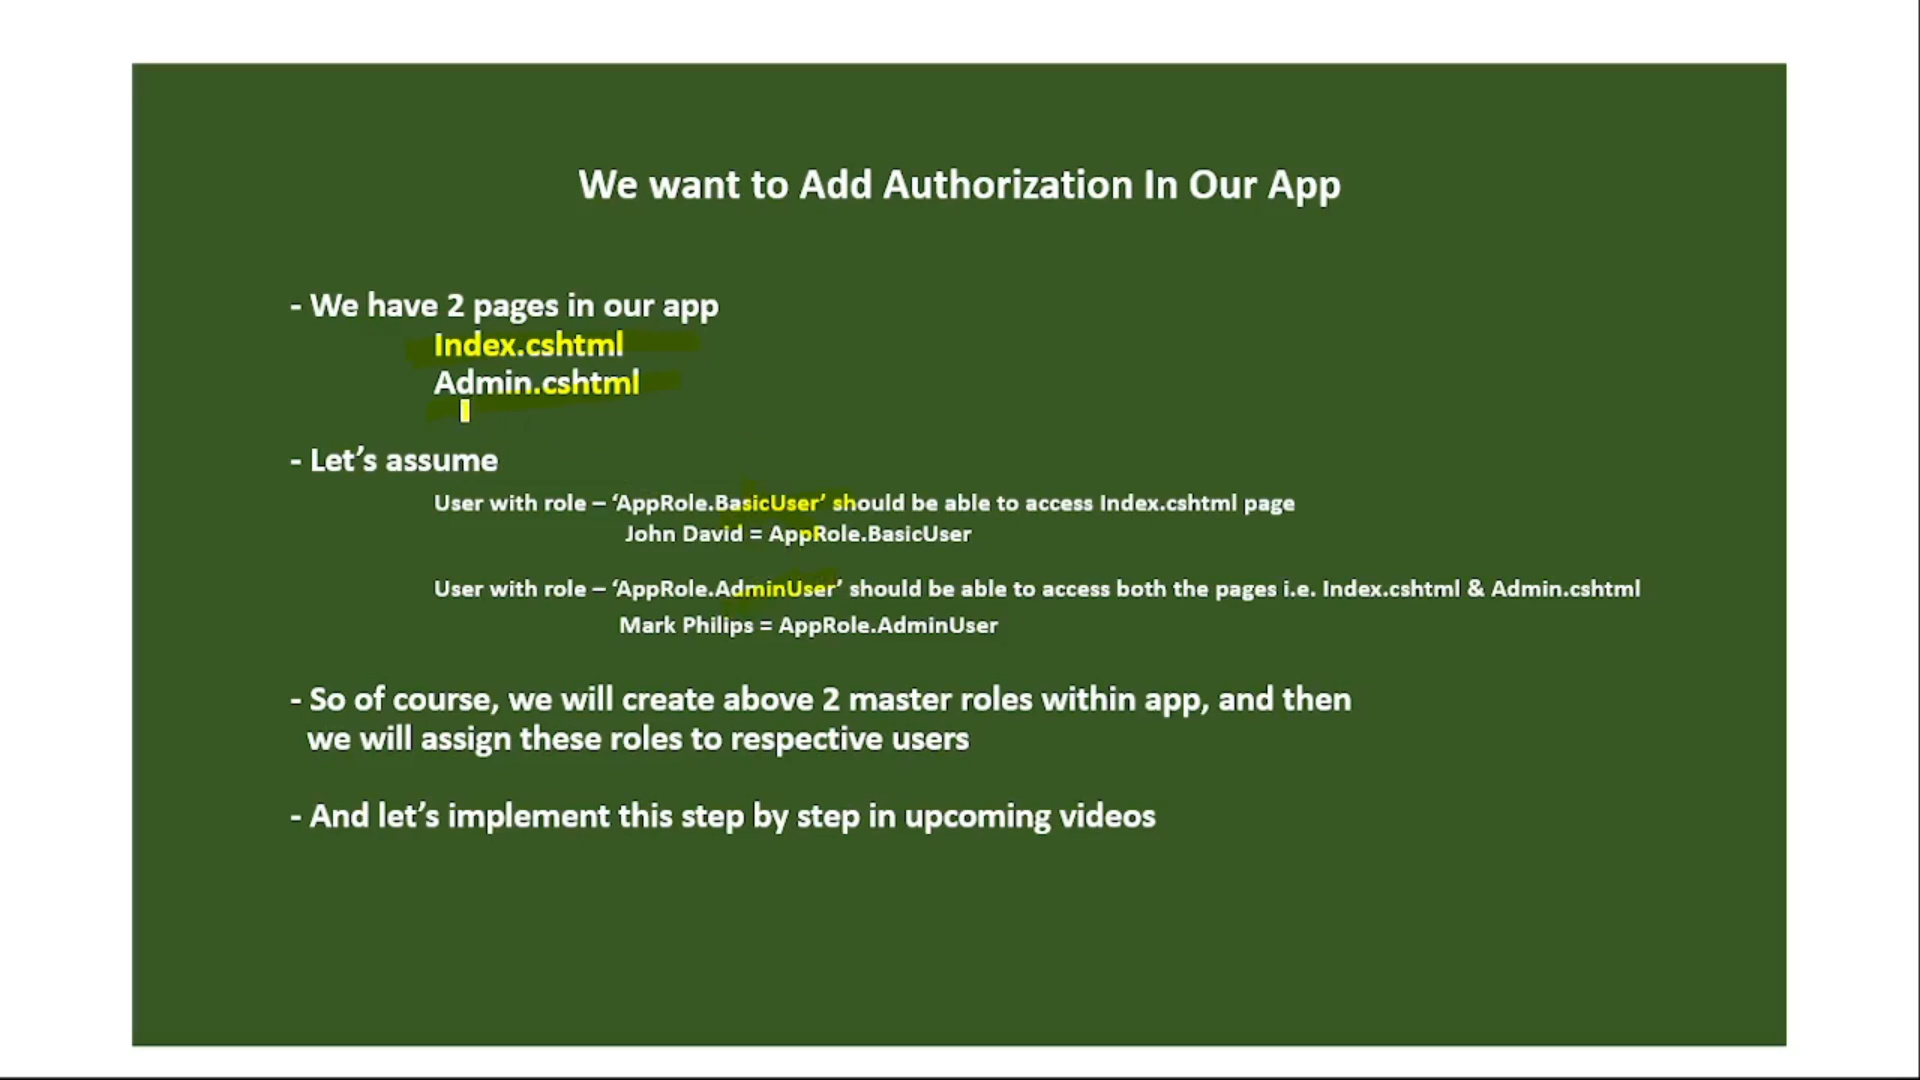 We want to Add Authorization In Our App
- We have 2 pages in our app
Index.cshtml
Admin.cshtml
- Let’s assume
User with role – ‘AppRole.BasicUser’ should be able to access Index.cshtml page
John David = AppRole.BasicUser
User with role – ‘AppRole.AdminUser’ should be able to access both the pages i.e. Index.cshtml & Admin.cshtml
Mark Philips = AppRole.AdminUser
- So of course, we will create above 2 master roles within app, and then
we will assign these roles to respective users
- And let’s implement this step by step in upcoming videos